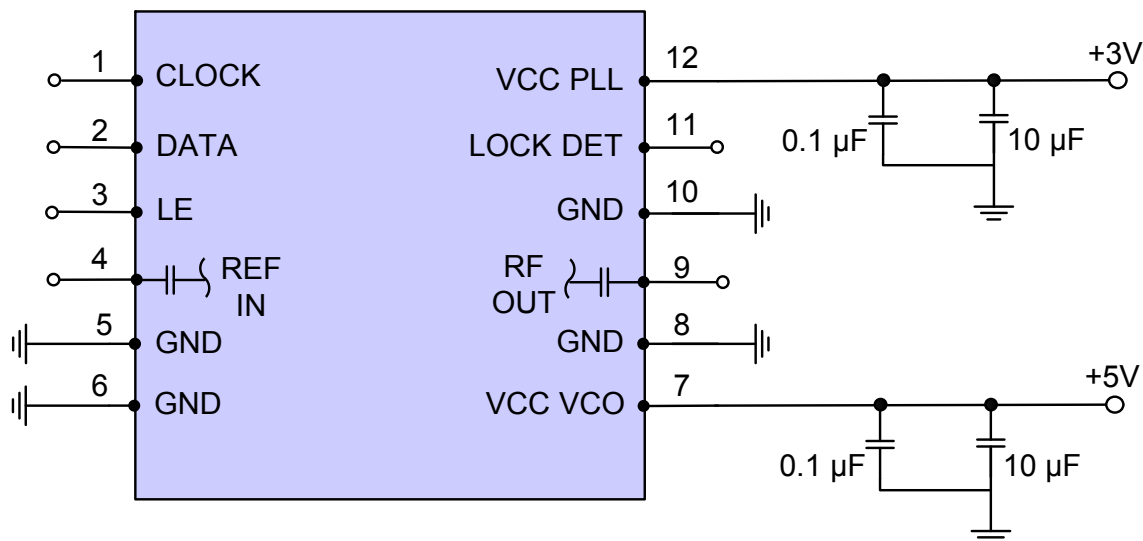 1 CLOCK
2 DATA
3 LE
4 REF
IN
5 GND
6 GND
VCC PLL 12
LOCK DET 11
GND 10
RF
OUT 9
GND 8
VCC VCO 7
+3V
0.1 µF 10 µF
+5V
0.1 µF 10 µF